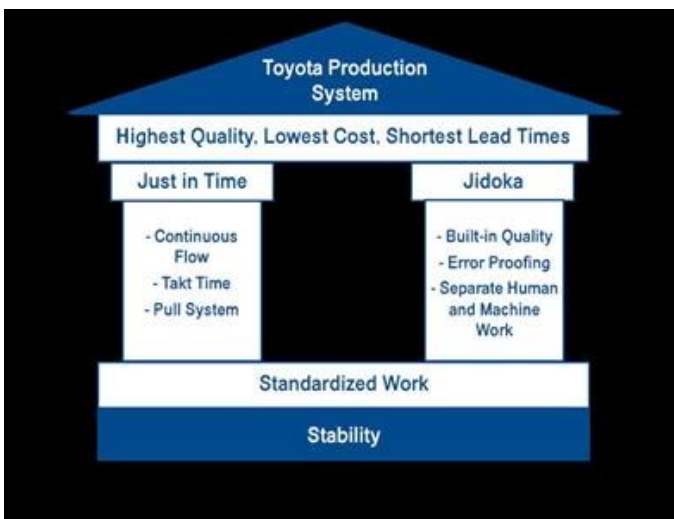 Toyota Production
System
Highest Quality, Lowest Cost, Shortest Lead Times
Just in Time
- Continuous
Flow
- Takt Time
- Pull System
Jidoka
- Built-in Quality
- Error Proofing
- Separate Human
and Machine
Work
Standardized Work
Stability